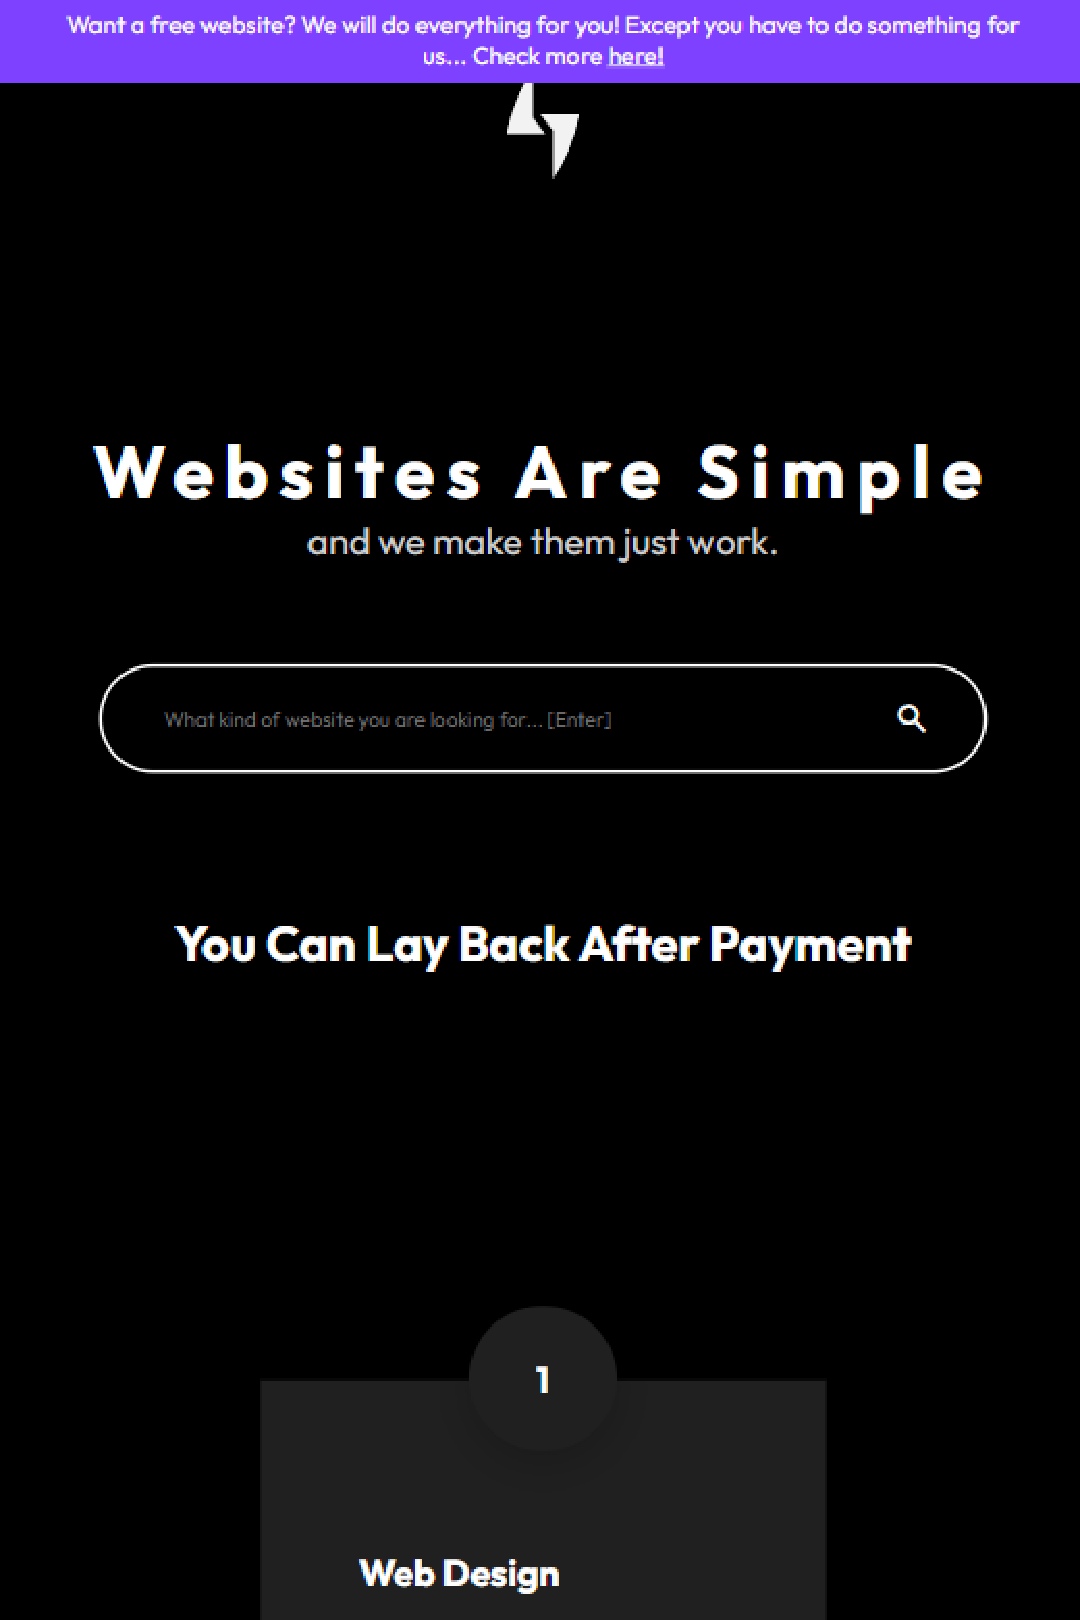 Want a free website? We will do everything for you! Except you have to do something for
us... Check more here!
Websites Are Simple
and we make them just work.
What kind of website you are looking for... [Enter]
You Can Lay Back After Payment
1
Web Design